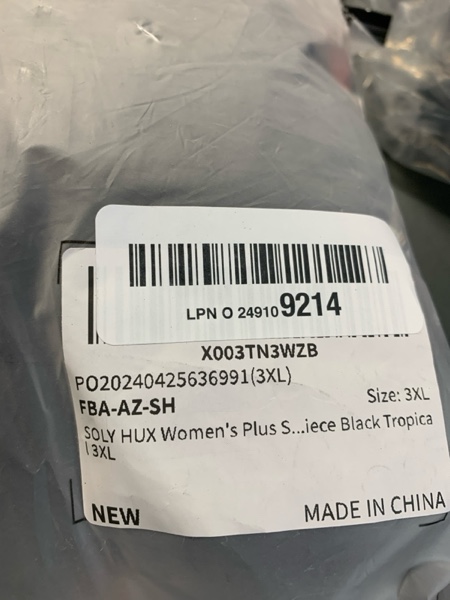 LPN O 249109214
X003TN3WZB
PO20240425636991(3XL)
FBA-AZ-SH
Size: 3XL
SOLY HUX Women's Plus S...iece Black Tropica
l 3XL
NEW
MADE IN CHINA